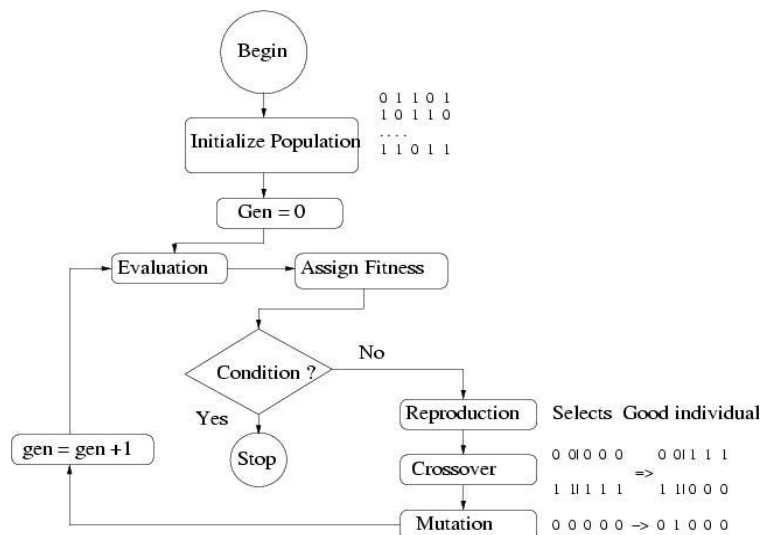 Begin
0 1 1 0 1
1 0 1 1 0
....
1 1 0 1 1
Initialize Population
Gen = 0
Evaluation
Assign Fitness
Condition ?
No
Yes
Stop
Reproduction Selects Good individual
Crossover
0 0| 0 0 0 => 0 0| 1 1 1
1 1| 1 1 1 1 1| 0 0 0
Mutation 0 0 0 0 0 -> 0 1 0 0 0
gen = gen +1